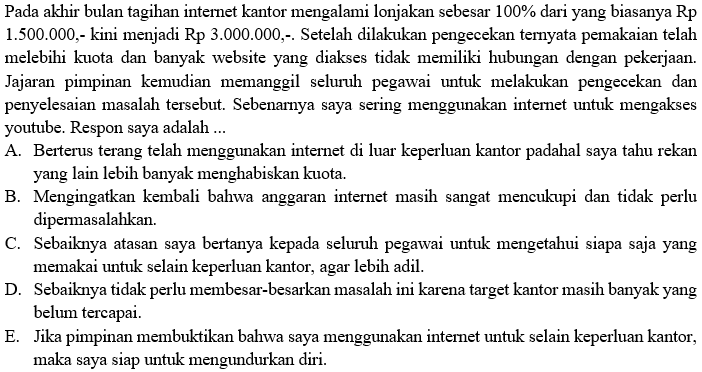 Pada akhir bulan tagihan internet kantor mengalami lonjakan sebesar 100% dari yang biasanya Rp
1.500.000,- kini menjadi Rp 3.000.000,-. Setelah dilakukan pengecekan ternyata pemakaian telah
melebihi kuota dan banyak website yang diakses tidak memiliki hubungan dengan pekerjaan.
Jajaran pimpinan kemudian memanggil seluruh pegawai untuk melakukan pengecekan dan
penyelesaian masalah tersebut. Sebenarnya saya sering menggunakan internet untuk mengakses
youtube. Respon saya adalah ...
A. Berterus terang telah menggunakan internet di luar keperluan kantor padahal saya tahu rekan
yang lain lebih banyak menghabiskan kuota.
B. Mengingatkan kembali bahwa anggaran internet masih sangat mencukupi dan tidak perlu
dipermasalahkan.
C. Sebaiknya atasan saya bertanya kepada seluruh pegawai untuk mengetahui siapa saja yang
memakai untuk selain keperluan kantor, agar lebih adil.
D. Sebaiknya tidak perlu membesar-besarkan masalah ini karena target kantor masih banyak yang
belum tercapai.
E. Jika pimpinan membuktikan bahwa saya menggunakan internet untuk selain keperluan kantor,
maka saya siap untuk mengundurkan diri.